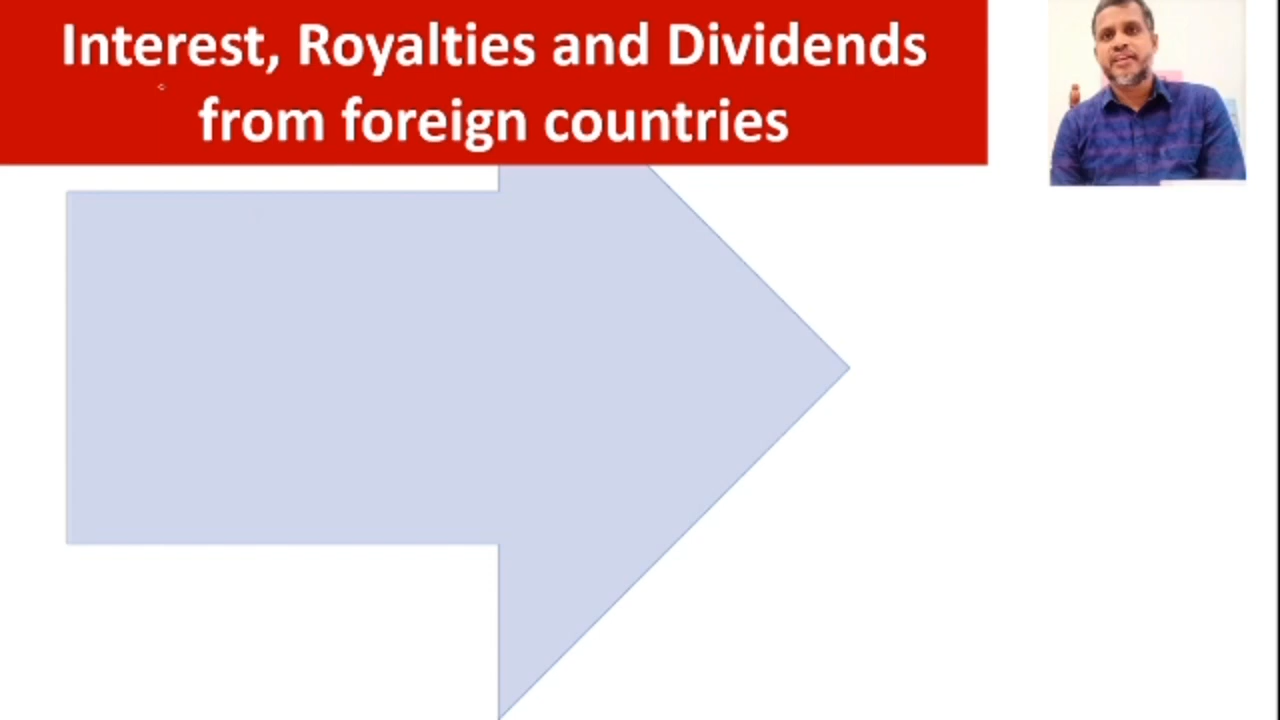 Interest, Royalties and Dividends
from foreign countries